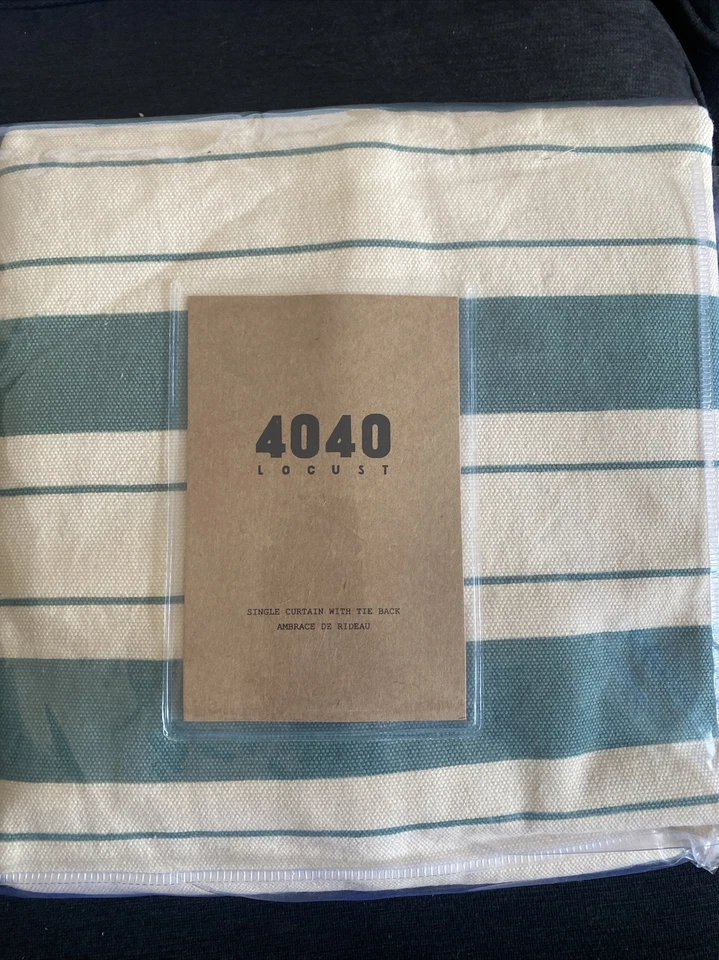 4040
LOCUST
SINGLE CURTAIN WITH TIE BACK
AMBRACE DE RIDEAU